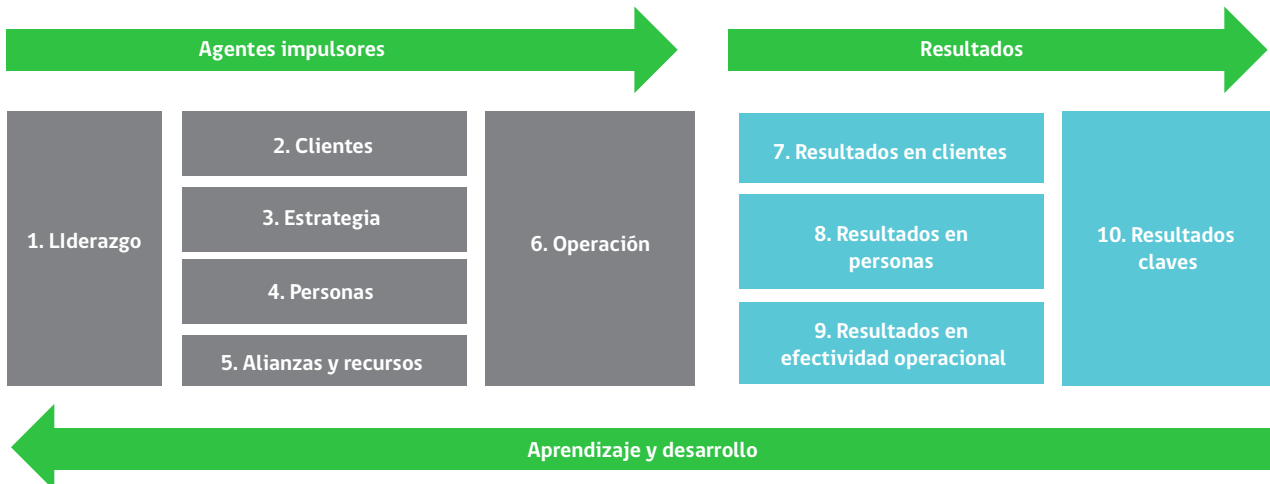 Agentes impulsores
Resultados
1. LIderazgo
2. Clientes
3. Estrategia
4. Personas
5. Alianzas y recursos
6. Operación
7. Resultados en clientes
8. Resultados en
personas
9. Resultados en
efectividad operacional
10. Resultados
claves
Aprendizaje y desarrollo